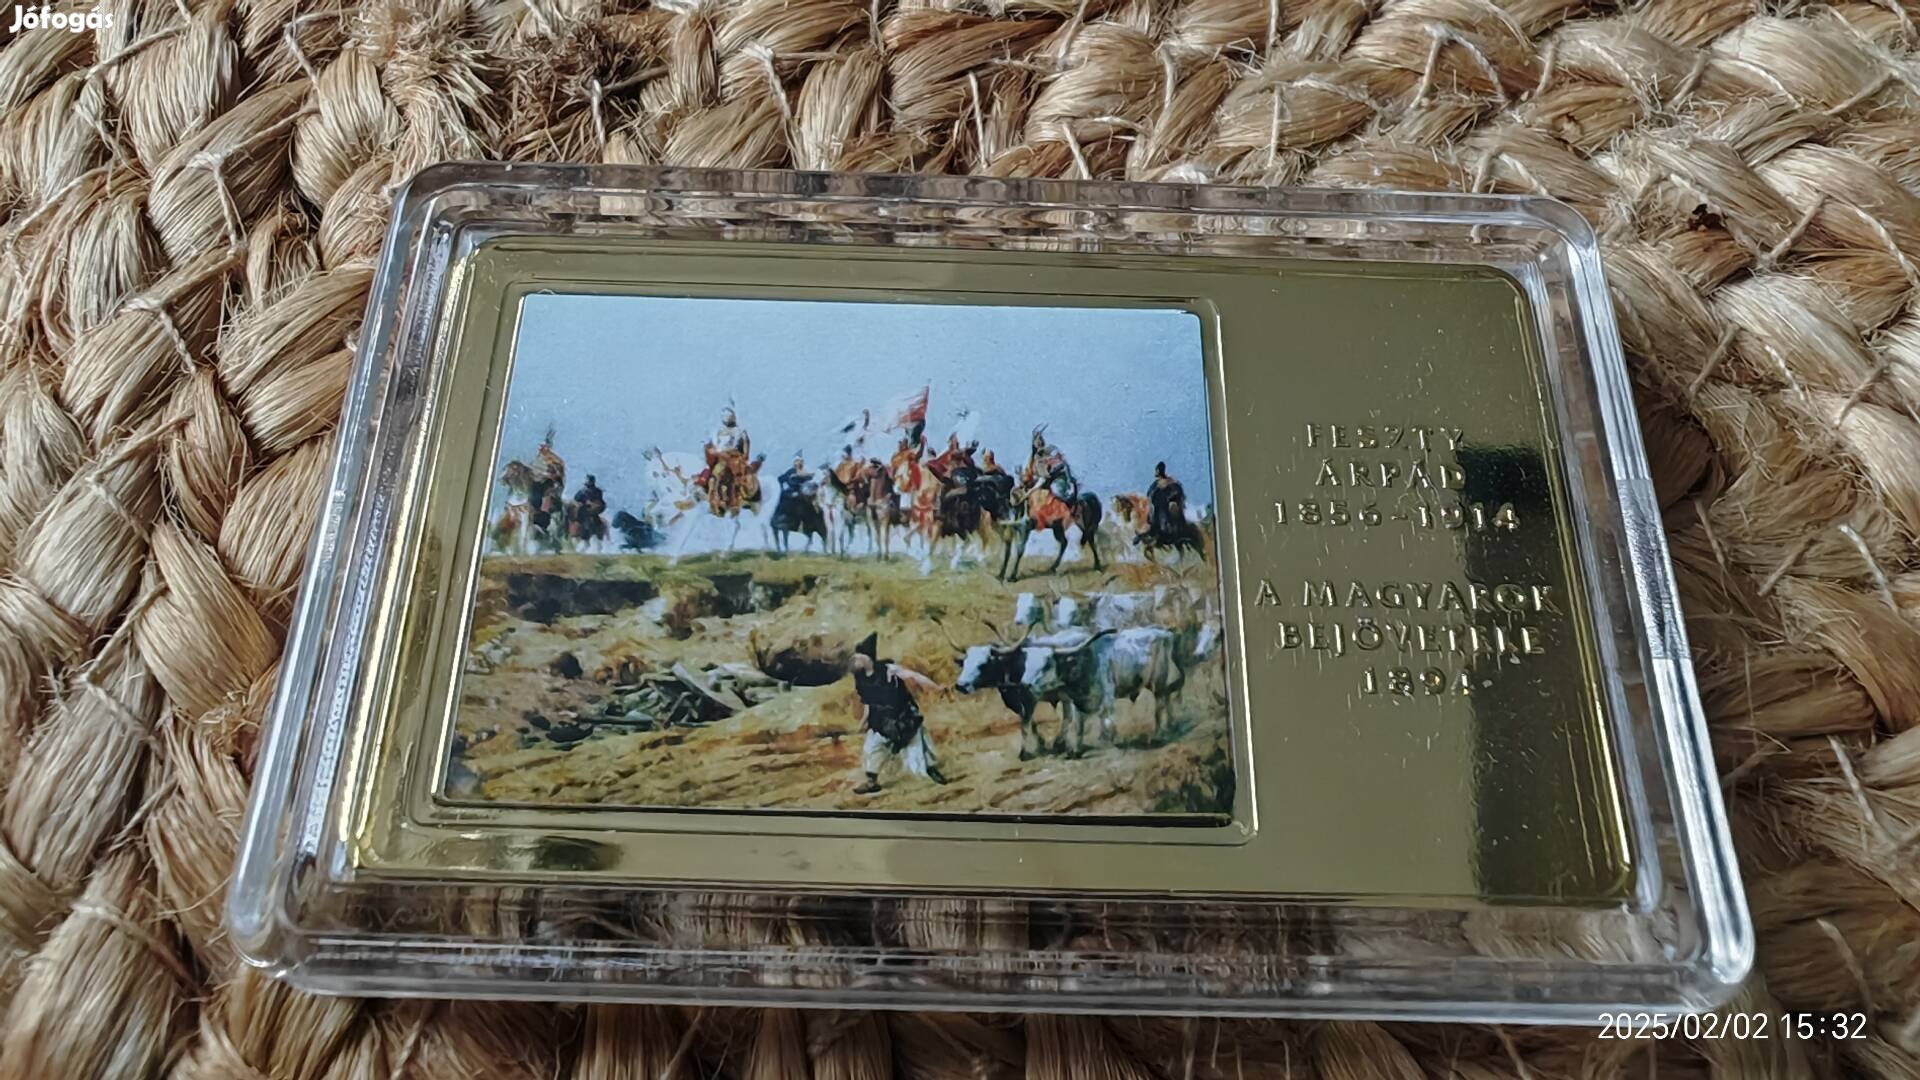 Jófogás
FESZTY
ÁRPÁD
1856-1914
A MAGYAROK
BEJÖVETELE
1894
2025/02/02 15:32